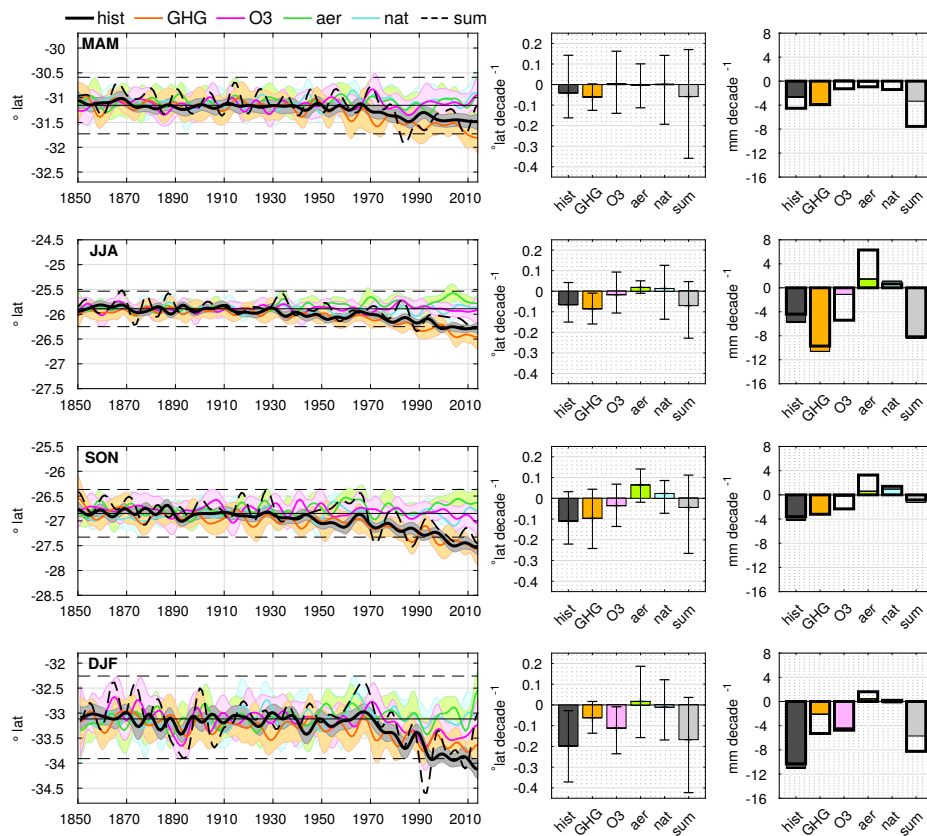 hist GHG O3 aer nat sum
MAM
° lat
-30
-30.5
-31
-31.5
-32
-32.5
1850 1870 1890 1910 1930 1950 1970 1990 2010
°lat decade -1
0.2
0.1
0
-0.1
-0.2
-0.3
-0.4
hist GHG O3 aer nat sum
mm decade -1
8
4
0
-4
-8
-12
-16
hist GHG O3 aer nat sum
JJA
° lat
-24.5
-25
-25.5
-26
-26.5
-27
-27.5
1850 1870 1890 1910 1930 1950 1970 1990 2010
°lat decade -1
0.2
0.1
0
-0.1
-0.2
-0.3
-0.4
hist GHG O3 aer nat sum
mm decade -1
8
4
0
-4
-8
-12
-16
hist GHG O3 aer nat sum
SON
° lat
-25.5
-26
-26.5
-27
-27.5
-28
-28.5
1850 1870 1890 1910 1930 1950 1970 1990 2010
°lat decade -1
0.2
0.1
0
-0.1
-0.2
-0.3
-0.4
hist GHG O3 aer nat sum
mm decade -1
8
4
0
-4
-8
-12
-16
hist GHG O3 aer nat sum
DJF
° lat
-32
-32.5
-33
-33.5
-34
-34.5
1850 1870 1890 1910 1930 1950 1970 1990 2010
°lat decade -1
0.2
0.1
0
-0.1
-0.2
-0.3
-0.4
hist GHG O3 aer nat sum
mm decade -1
8
4
0
-4
-8
-12
-16
hist GHG O3 aer nat sum